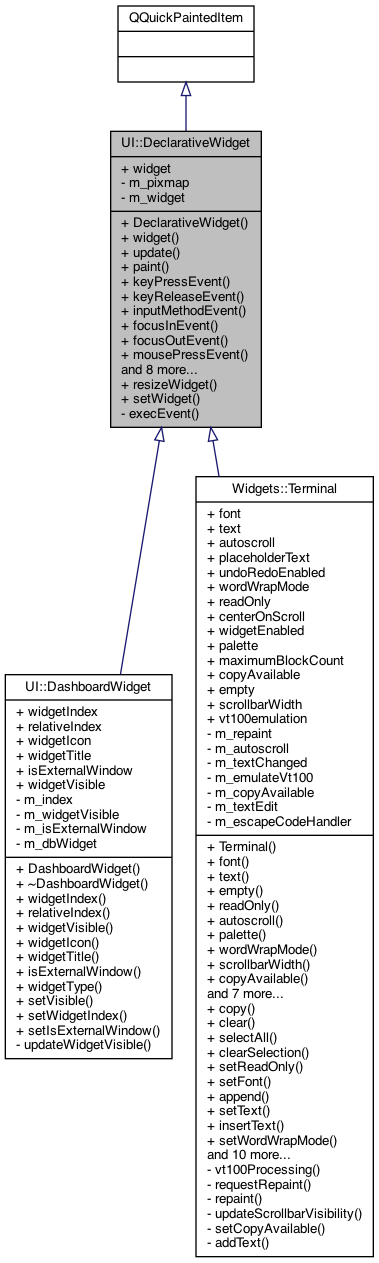 QQuickPaintedItem
UI::DeclarativeWidget
+ widget
- m_pixmap
- m_widget
+ DeclarativeWidget()
+ widget()
+ update()
+ paint()
+ keyPressEvent()
+ keyReleaseEvent()
+ inputMethodEvent()
+ focusInEvent()
+ focusOutEvent()
+ mousePressEvent()
and 8 more...
+ resizeWidget()
+ setWidget()
- execEvent()
UI::DashboardWidget
+ widgetIndex
+ relativeIndex
+ widgetIcon
+ widgetTitle
+ isExternalWindow
+ widgetVisible
- m_index
- m_widgetVisible
- m_isExternalWindow
- m_dbWidget
+ DashboardWidget()
+ ~DashboardWidget()
+ widgetIndex()
+ relativeIndex()
+ widgetVisible()
+ widgetIcon()
+ widgetTitle()
+ isExternalWindow()
+ widgetType()
+ setVisible()
+ setWidgetIndex()
+ setIsExternalWindow()
- updateWidgetVisible()
Widgets::Terminal
+ font
+ text
+ autoscroll
+ placeholderText
+ undoRedoEnabled
+ wordWrapMode
+ readOnly
+ centerOnScroll
+ widgetEnabled
+ palette
+ maximumBlockCount
+ copyAvailable
+ empty
+ scrollbarWidth
+ vt100emulation
- m_repaint
- m_autoscroll
- m_textChanged
- m_emulateVt100
- m_copyAvailable
- m_textEdit
- m_escapeCodeHandler
+ Terminal()
+ font()
+ text()
+ empty()
+ readOnly()
+ autoscroll()
+ palette()
+ wordWrapMode()
+ scrollbarWidth()
+ copyAvailable()
and 7 more...
+ copy()
+ clear()
+ selectAll()
+ clearSelection()
+ setReadOnly()
+ setFont()
+ append()
+ setText()
+ insertText()
+ setWordWrapMode()
and 10 more...
- vt100Processing()
- requestRepaint()
- repaint()
- updateScrollbarVisibility()
- setCopyAvailable()
- addText()